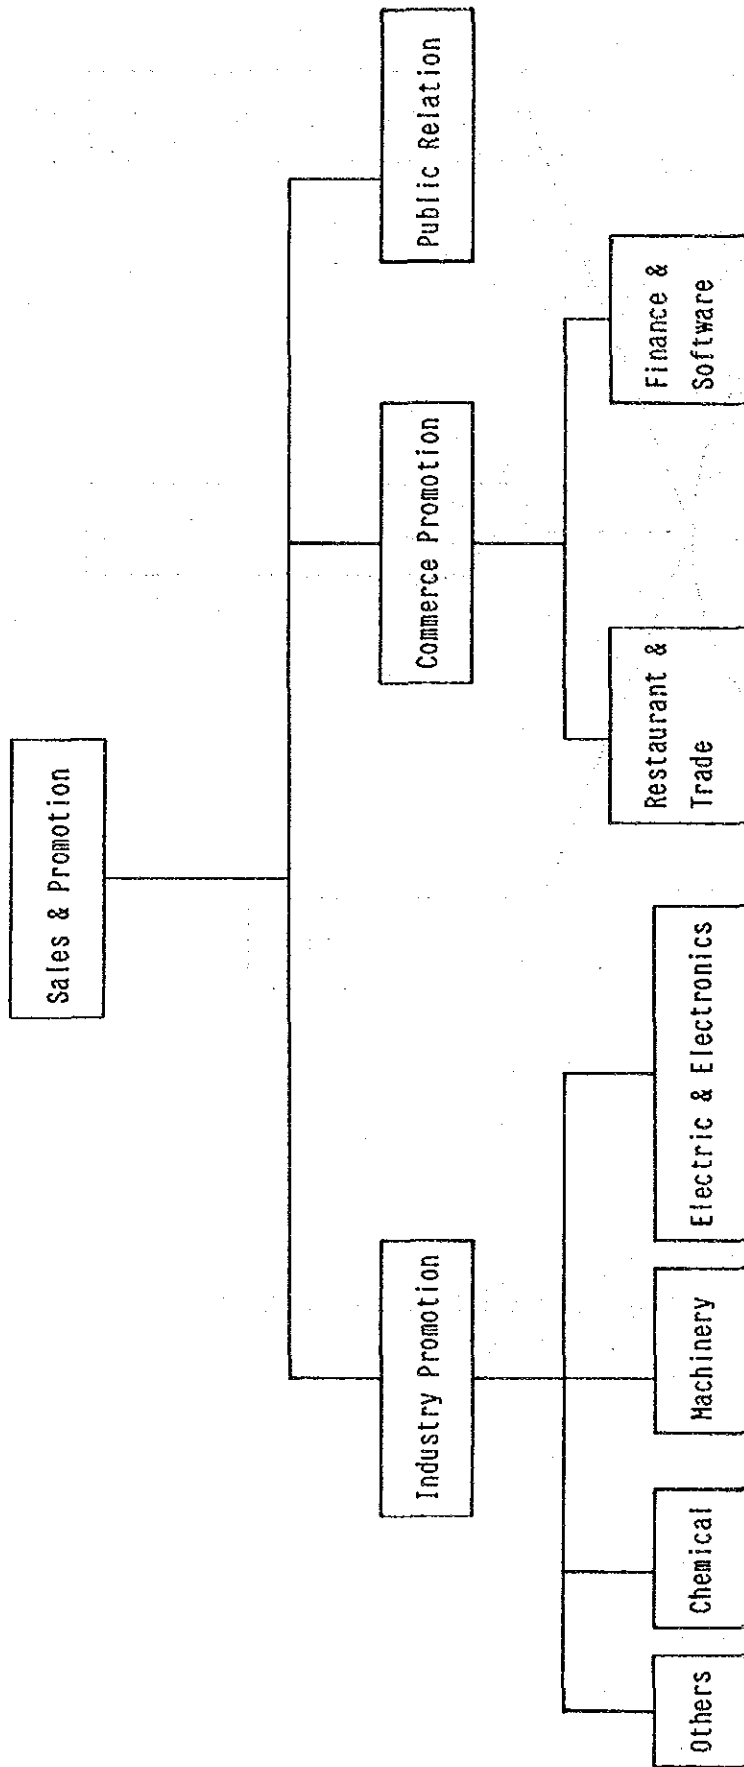 Sales & Promotion
Industry Promotion
Commerce Promotion
Public Relation
Others
Chemical
Machinery
Electric & Electronics
Restaurant &
Trade
Finance &
Software